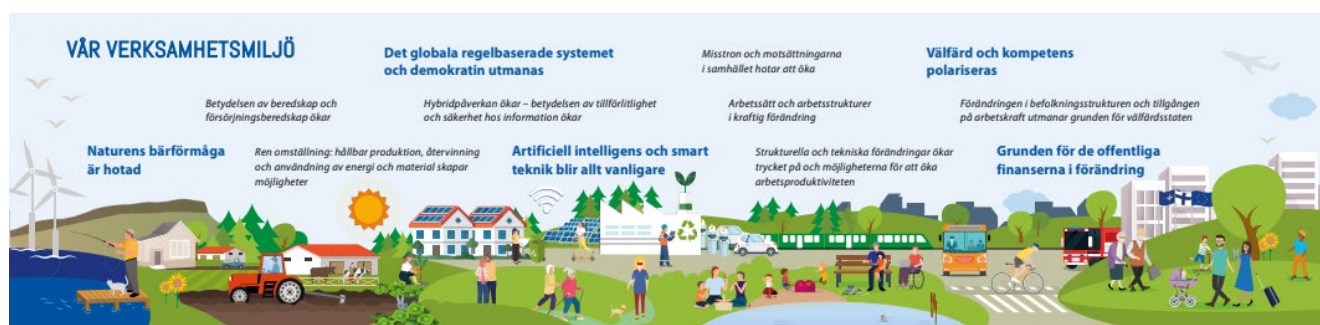 VÅR VERKSAMHETSMILJÖ
Det globala regelbaserade systemet
och demokratin utmanas
Misstron och motsättningarna
i samhället hotar att öka
Välfärd och kompetens
polariseras
Betydelsen av beredskap och
försörjningsberedskap ökar
Hybridpåverkan ökar – betydelsen av tillförlitlighet
och säkerhet hos information ökar
Arbetssätt och arbetsstrukturer
i kraftig förändring
Förändringen i befolkningsstrukturen och tillgången
på arbetskraft utmanar grunden för välfärdsstaten
Naturens bärförmåga
är hotad
Ren omställning: hållbar produktion, återvinning
och användning av energi och material skapar
möjligheter
Artificiell intelligens och smart
teknik blir allt vanligare
Strukturella och tekniska förändringar ökar
trycket på och möjligheterna för att öka
arbetsproduktiviteten
Grunden för de offentliga
finanserna i förändring